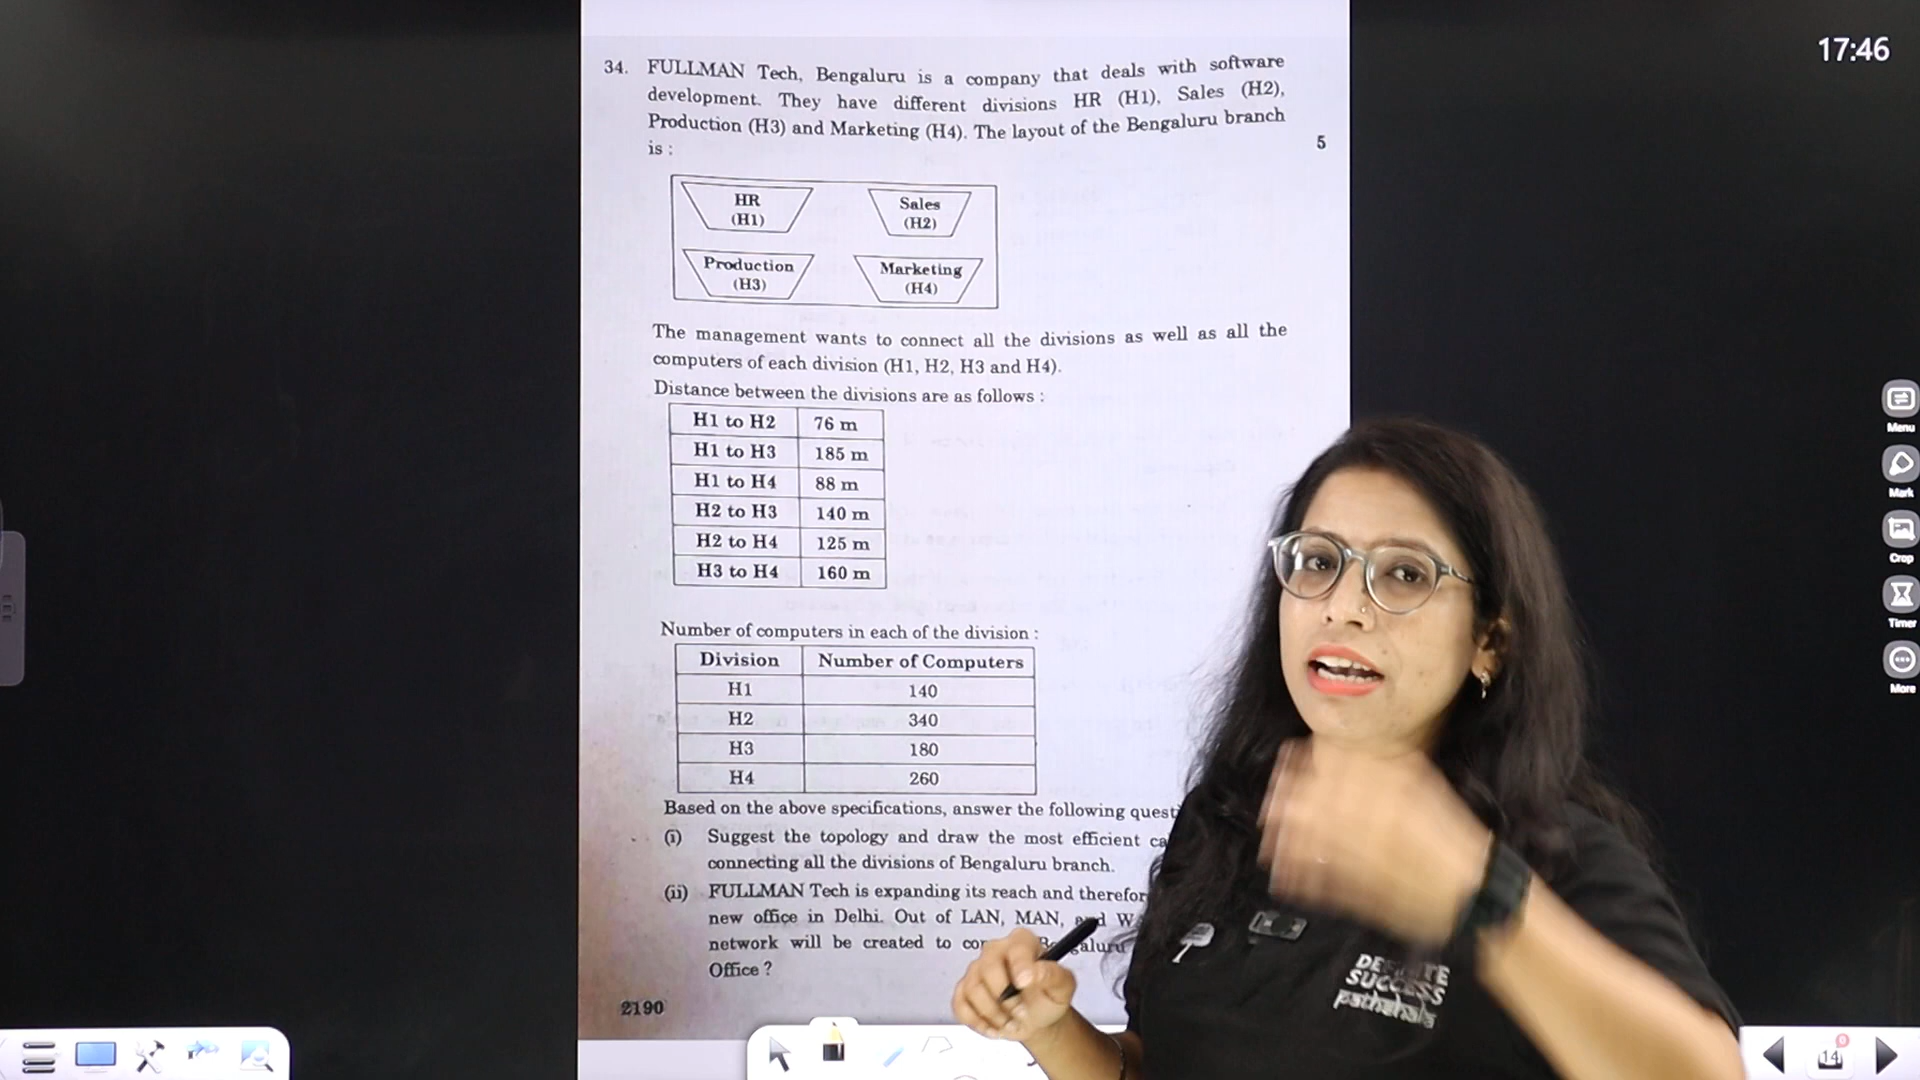 17:46
34. FULLMAN Tech, Bengaluru is a company that deals with software
development. They have different divisions HR (H1), Sales (H2),
Production (H3) and Marketing (H4). The layout of the Bengaluru branch
is :
5
HR
(H1)
Sales
(H2)
Production
(H3)
Marketing
(H4)
The management wants to connect all the divisions as well as all the
computers of each division (H1, H2, H3 and H4).
Distance between the divisions are as follows :
H1 to H2 76 m
H1 to H3 185 m
H1 to H4 88 m
H2 to H3 140 m
H2 to H4 125 m
H3 to H4 160 m
Number of computers in each of the division :
Division Number of Computers
H1 140
H2 340
H3 180
H4 260
Based on the above specifications, answer the following
(i) Suggest the topology and draw the most efficient
connecting all the divisions of Bengaluru branch.
(ii) FULLMAN Tech is expanding its reach and
new office in Delhi. Out of LAN, MAN, and
network will be created to
Office ?
2190
Menu
Mark
Crop
Timer
More
SUCCESS
pathshala
14
0